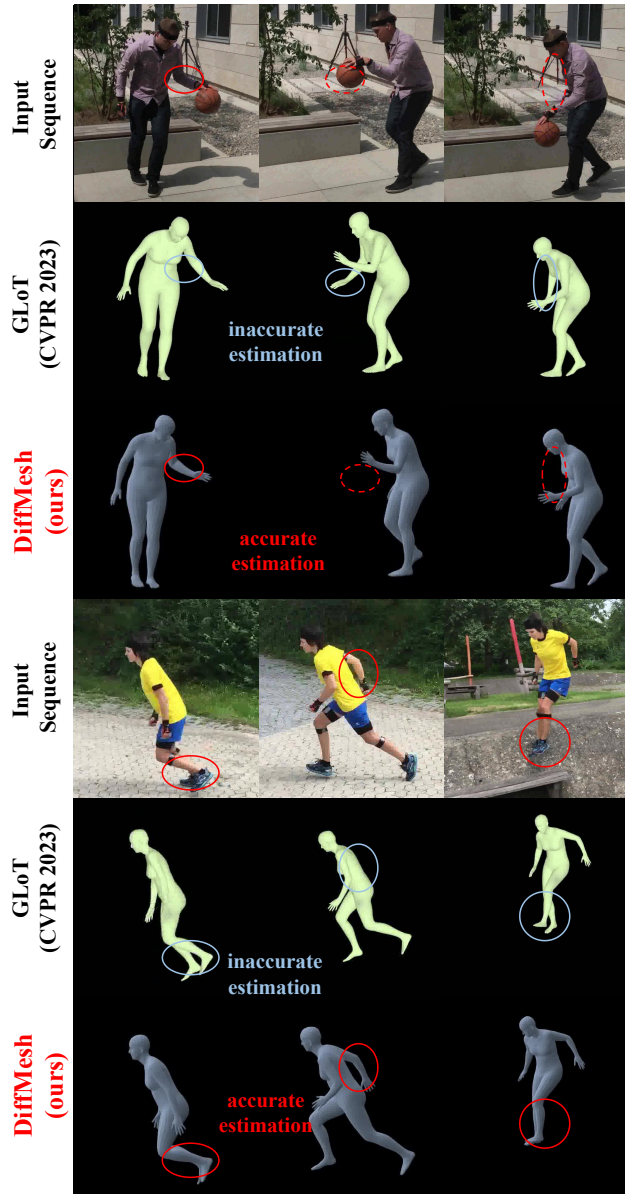 Input
Sequence
GLoT
(CVPR 2023)
inaccurate
estimation
DiffMesh
(ours)
accurate
estimation
Input
Sequence
GLoT
(CVPR 2023)
inaccurate
estimation
DiffMesh
(ours)
accurate
estimation